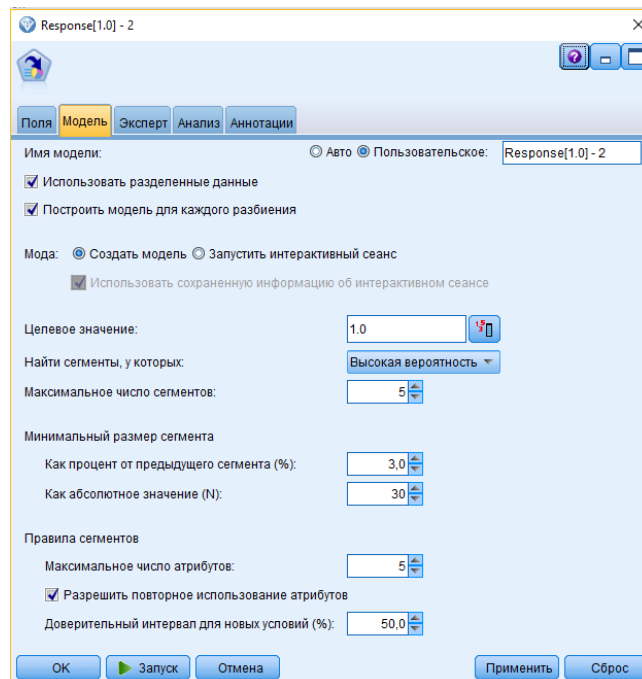 Response[1.0] - 2
Поля Модель Эксперт Анализ Аннотации
Имя модели: Авто Пользовательское: Response[1.0] - 2
Использовать разделенные данные
Построить модель для каждого разбиения
Мода: Создать модель Запустить интерактивный сеанс
Использовать сохраненную информацию об интерактивном сеансе
Целевое значение: 1.0
Найти сегменты, у которых: Высокая вероятность
Максимальное число сегментов: 5
Минимальный размер сегмента
Как процент от предыдущего сегмента (%): 3,0
Как абсолютное значение (N): 30
Правила сегментов
Максимальное число атрибутов: 5
Разрешить повторное использование атрибутов
Доверительный интервал для новых условий (%): 50,0
OK Запуск Отмена Применить Сброс